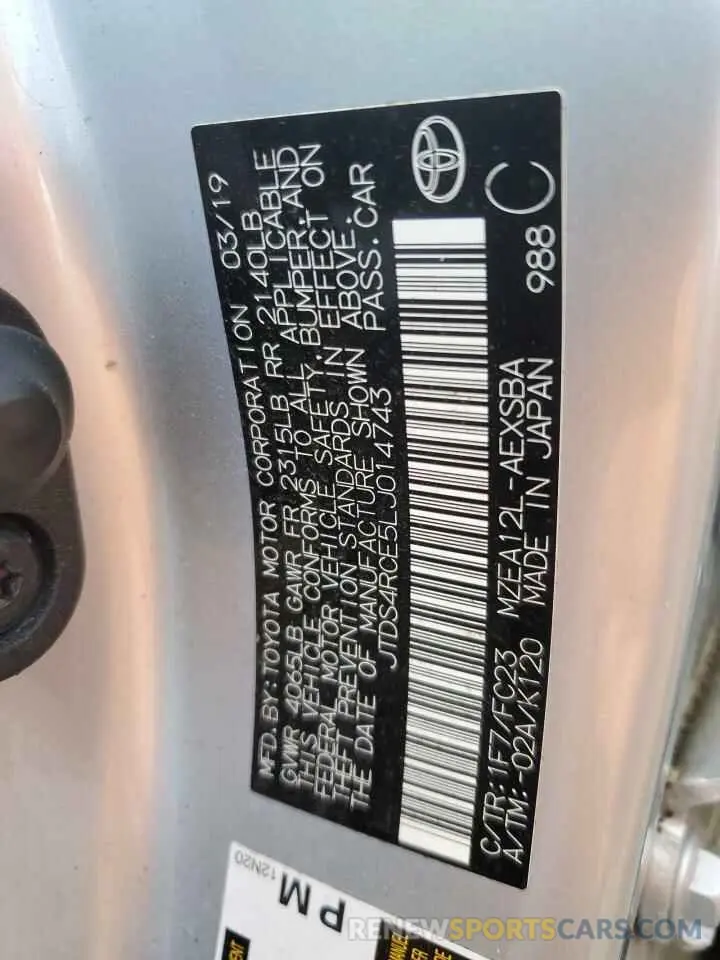 MFD.BY:TOYOTA MOTOR CORPORATION 03/19
GVWR 4065LB GAWR FR 2315LB RR 2140LB
THIS VEHICLE CONFORMS TO ALL APPLICABLE
FEDERAL MOTOR VEHICLE SAFETY,BUMPER,AND
THEFT PREVENTION STANDARDS IN EFFECT ON
THE DATE OF MANUFACTURE SHOWN ABOVE.
JTDS4RCE5LJ014743 PASS.CAR
C/TR:1F7/FC23 MZEA12L-AEXSBA
A/TM:-02A/K120 MADE IN JAPAN 988 C
12N20
PM
RENEWSPORTSCARS.COM